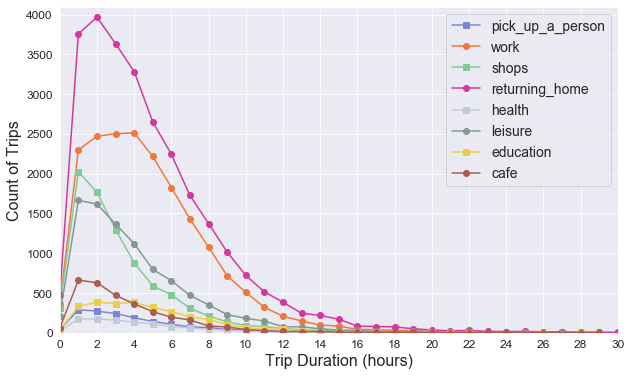 4000
3500
3000
2500
2000
1500
1000
500
0
Count of Trips
pick_up_a_person
work
shops
returning_home
health
leisure
education
cafe
0 2 4 6 8 10 12 14 16 18 20 22 24 26 28 30
Trip Duration (hours)